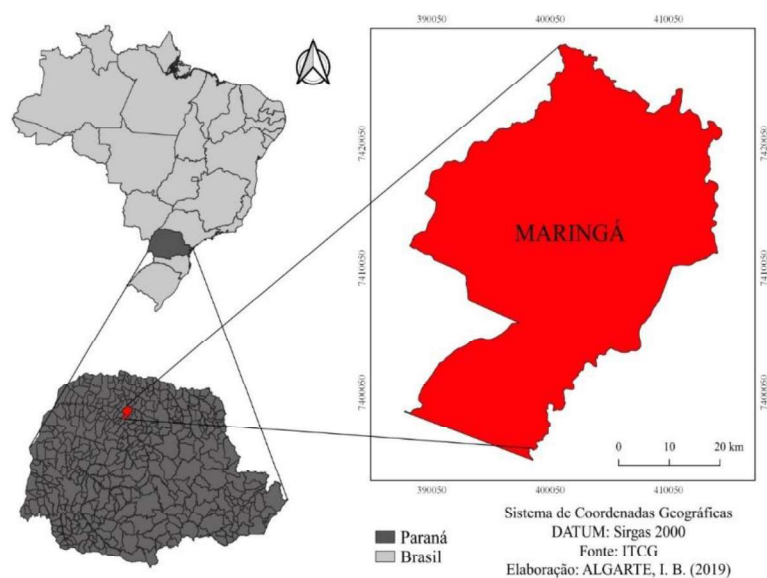 390050 400050 410050
7420050
7410050
7400050
MARINGÁ
0 10 20 km
390050 400050 410050
Paraná
Brasil
Sistema de Coordenadas Geográficas
DATUM: Sirgas 2000
Fonte: ITCG
Elaboração: ALGARTE, I. B. (2019)
7420050
7410050
7400050